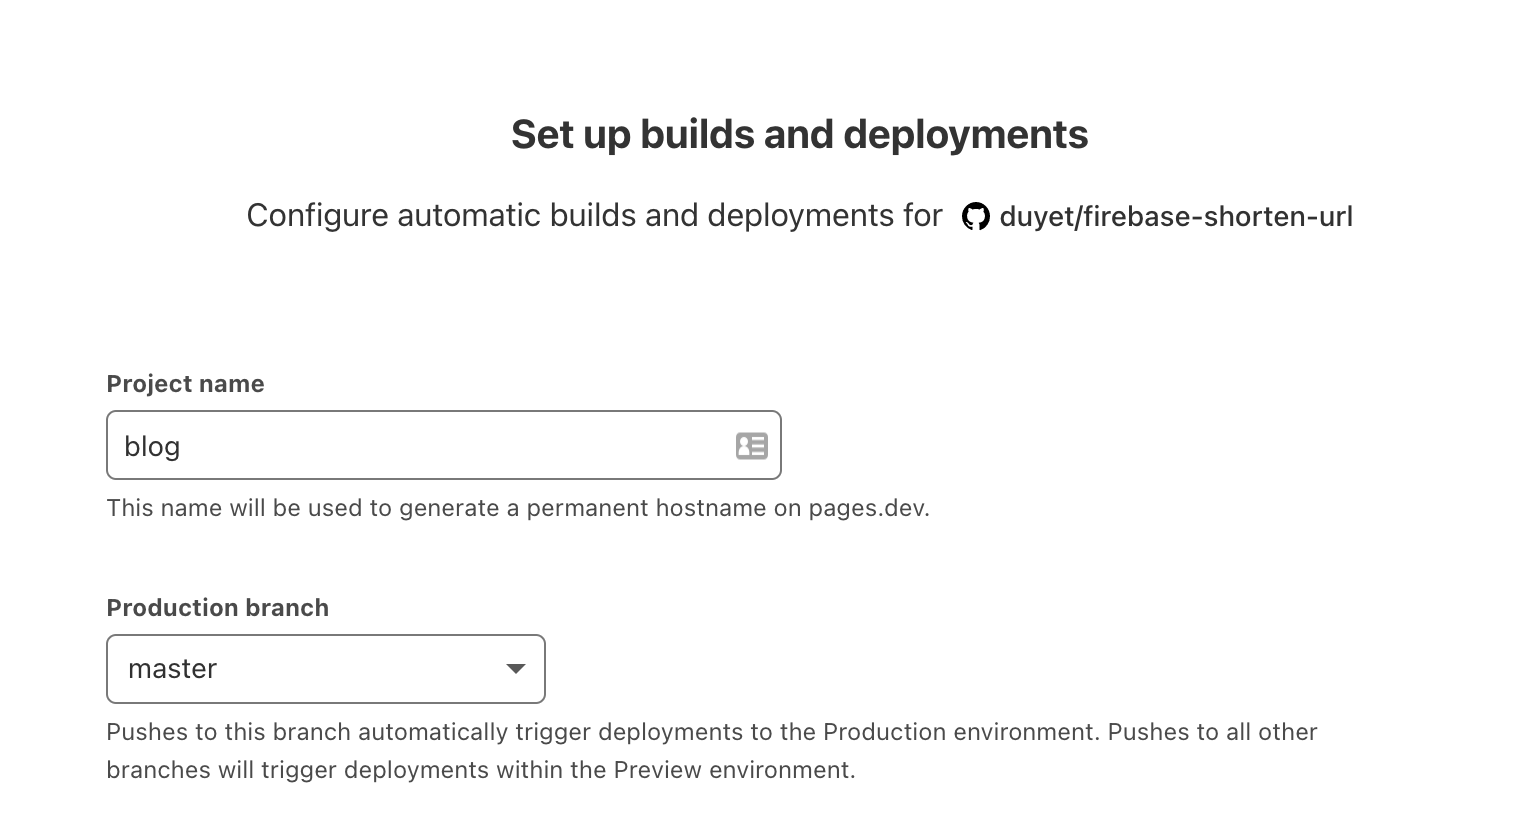 Set up builds and deployments
Configure automatic builds and deployments for duyet/firebase-shorten-url
Project name
blog
This name will be used to generate a permanent hostname on pages.dev.
Production branch
master
Pushes to this branch automatically trigger deployments to the Production environment. Pushes to all other
branches will trigger deployments within the Preview environment.